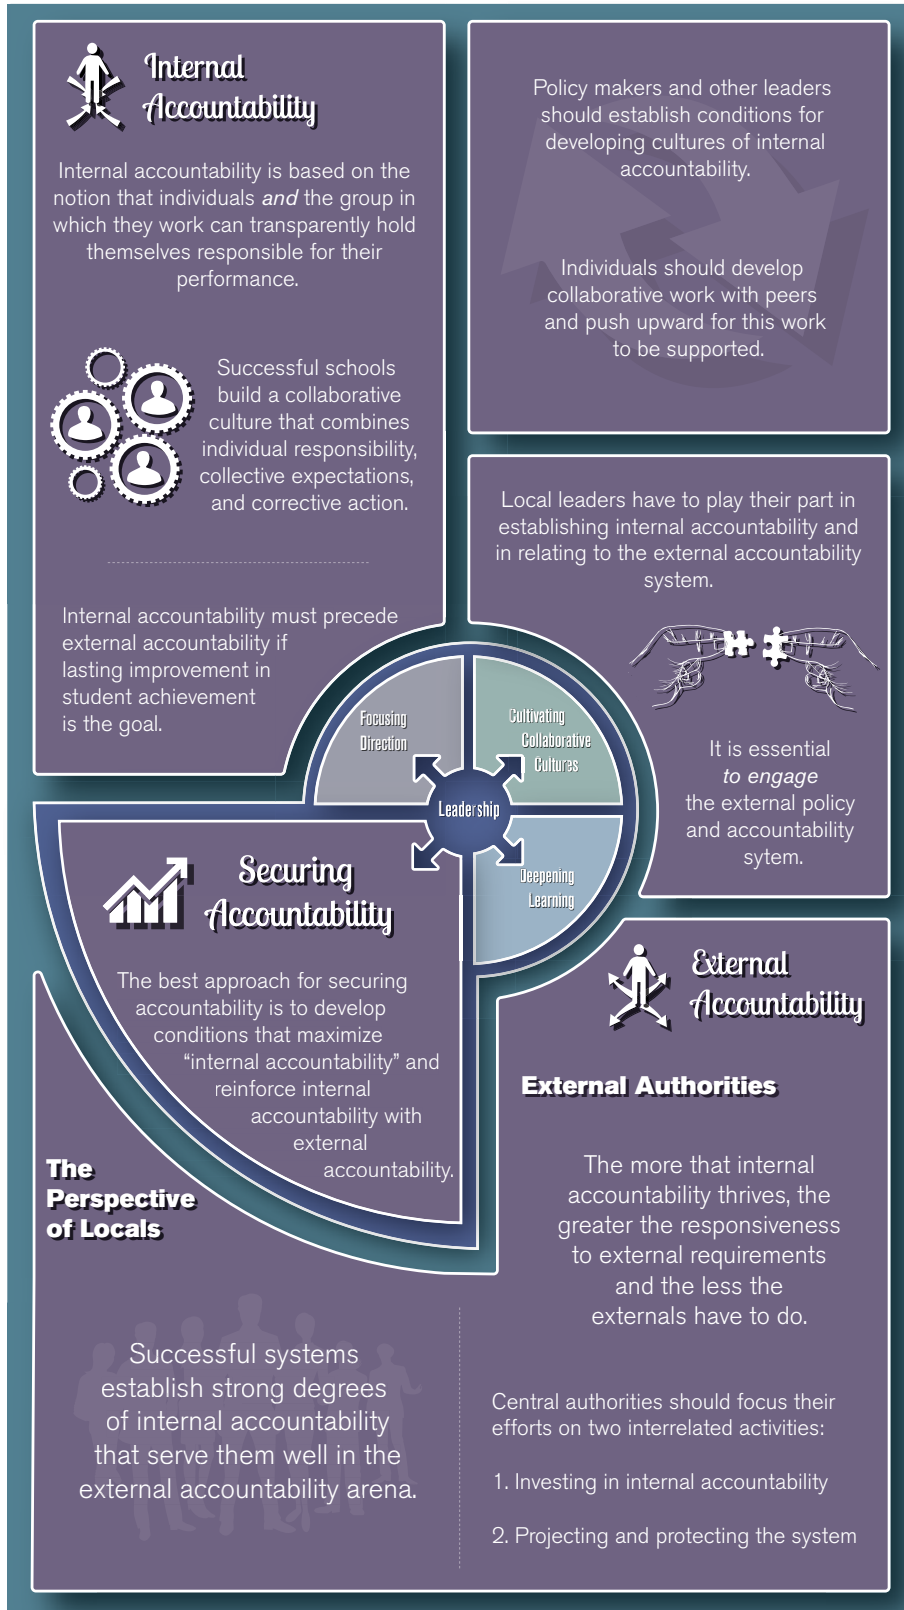 Internal
Accountability
Internal accountability is based on the
notion that individuals and the group in
which they work can transparently hold
themselves responsible for their
performance.
Successful schools
build a collaborative
culture that combines
individual responsibility,
collective expectations,
and corrective action.
Internal accountability must precede
external accountability if
lasting improvement in
student achievement
is the goal.
Policy makers and other leaders
should establish conditions for
developing cultures of internal
accountability.
Individuals should develop
collaborative work with peers
and push upward for this work
to be supported.
Local leaders have to play their part in
establishing internal accountability and
in relating to the external accountability
system.
It is essential
to engage
the external policy
and accountability
sytem.
Focusing
Direction
Cultivating
Collaborative
Cultures
Leadership
Deepening
Learning
Securing
Accountability
The best approach for securing
accountability is to develop
conditions that maximize
“internal accountability” and
reinforce internal
accountability with
external
accountability.
The
Perspective
of Locals
Successful systems
establish strong degrees
of internal accountability
that serve them well in the
external accountability arena.
External
Accountability
External Authorities
The more that internal
accountability thrives, the
greater the responsiveness
to external requirements
and the less the
externals have to do.
Central authorities should focus their
efforts on two interrelated activities:
1. Investing in internal accountability
2. Projecting and protecting the system